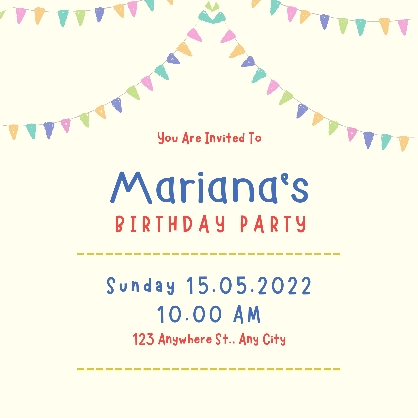 You Are Invited To
Mariana's
BIRTHDAY PARTY
Sunday 15.05.2022
10.00 AM
123 Anywhere St., Any City